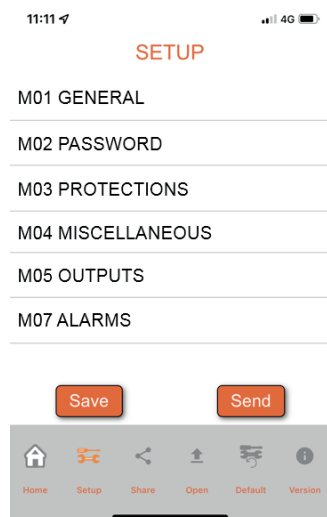 11:11 4G
SETUP
M01 GENERAL
M02 PASSWORD
M03 PROTECTIONS
M04 MISCELLANEOUS
M05 OUTPUTS
M07 ALARMS
Save Send
Home Setup Share Open Default Version